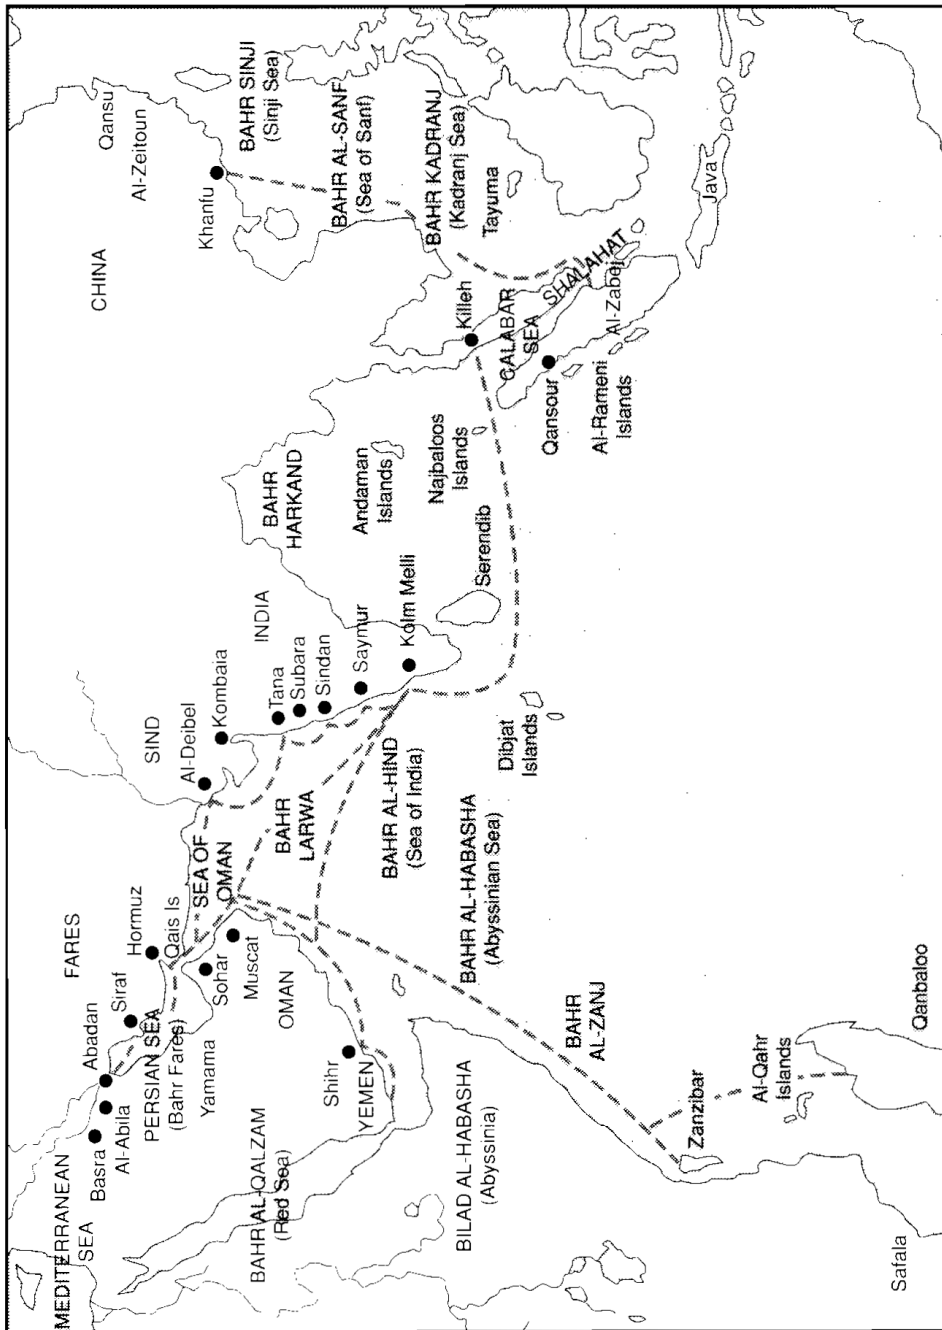 MEDITERRANEAN
SEA
Basra
Al-Abila
Abadan
FARES
Siraf
PERSIAN SEA
(Bahr Fares)
Yamama
Hormuz
Qais Is
Sohar
Muscat
OMAN
SEA OF
OMAN
BAHR AL-QALZAM
(Red Sea)
Shihr
YEMEN
BILAD AL-HABASHA
(Abyssinia)
SIND
Al-Deibel
Kombaia
INDIA
Tana
Subara
Sindan
Saymur
Kolm Melli
BAHR
LARWA
BAHR AL-HIND
(Sea of India)
BAHR AL-HABASHA
(Abyssinian Sea)
BAHR
AL-ZANJ
Zanzibar
Al-Qahr
Islands
Qanbaloo
Safala
Dibjat
Islands
Serendib
BAHR
HARKAND
Andaman
Islands
Najbaloos
Islands
CHINA
Qansu
Al-Zeitoun
Khanfu
BAHR SINJI
(Sinji Sea)
BAHR AL-SANF
(Sea of Sanf)
BAHR KADRANJ
(Kadranj Sea)
Tayuma
Killeh
CALABAR
SEA
SHALAHAT
Al-Zabej
Qansour
Al-Rameni
Islands
Java